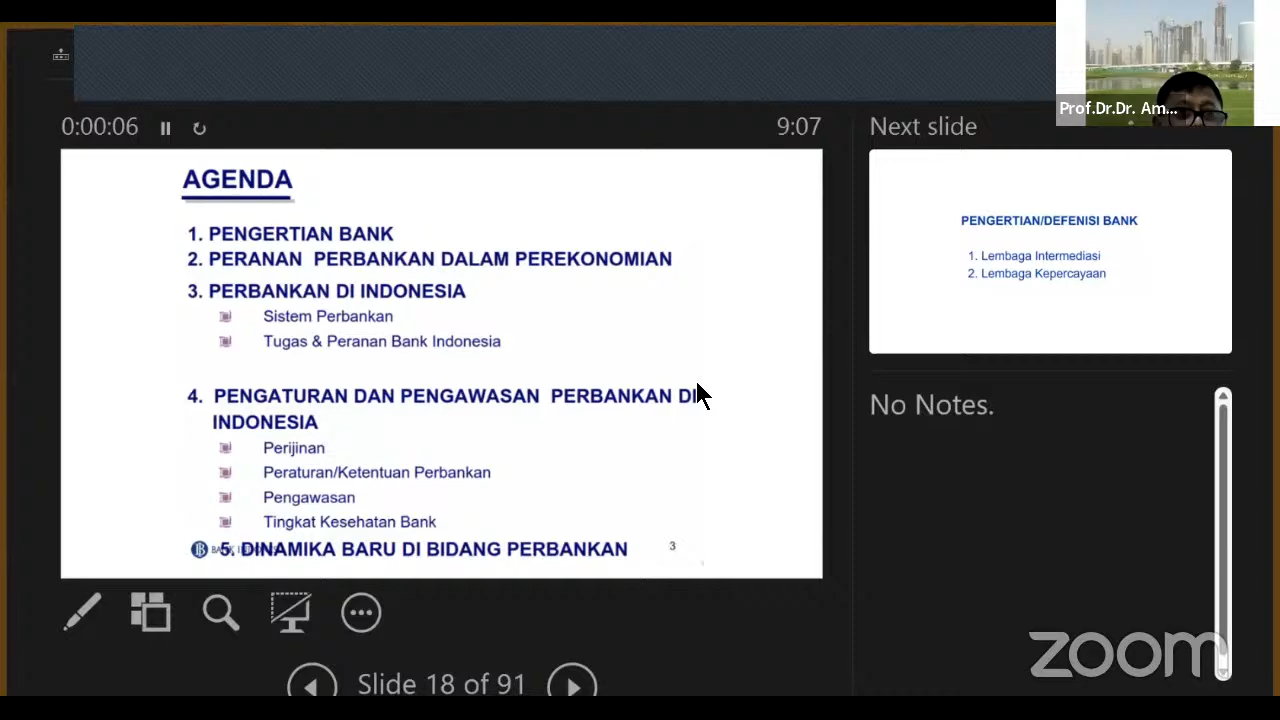 Prof.Dr.Dr. Am...
0:00:06
9:07
Next slide
AGENDA
1. PENGERTIAN BANK
2. PERANAN PERBANKAN DALAM PEREKONOMIAN
3. PERBANKAN DI INDONESIA
Sistem Perbankan
Tugas & Peranan Bank Indonesia
4. PENGATURAN DAN PENGAWASAN PERBANKAN DI
INDONESIA
Perijinan
Peraturan/Ketentuan Perbankan
Pengawasan
Tingkat Kesehatan Bank
5. DINAMIKA BARU DI BIDANG PERBANKAN
3
PENGERTIAN/DEFENISI BANK
1. Lembaga Intermediasi
2. Lembaga Kepercayaan
No Notes.
Slide 18 of 91
zoom